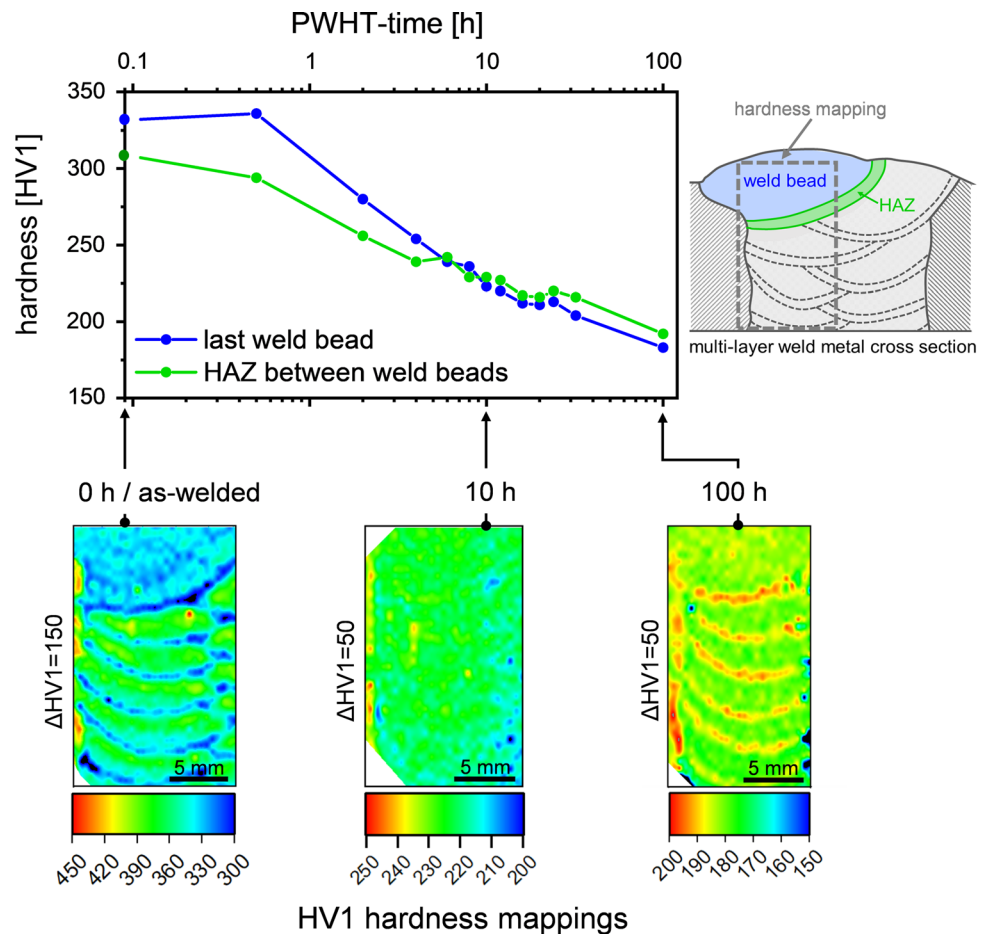 PWHT-time [h]
0.1 1 10 100
hardness [HV1]
350
300
250
200
150
last weld bead
HAZ between weld beads
hardness mapping
weld bead
HAZ
multi-layer weld metal cross section
0 h / as-welded
10 h
100 h
ΔHV1=150
5 mm
450 420 390 360 330 300
ΔHV1=50
5 mm
250 240 230 220 210 200
ΔHV1=50
5 mm
200 190 180 170 160 150
HV1 hardness mappings